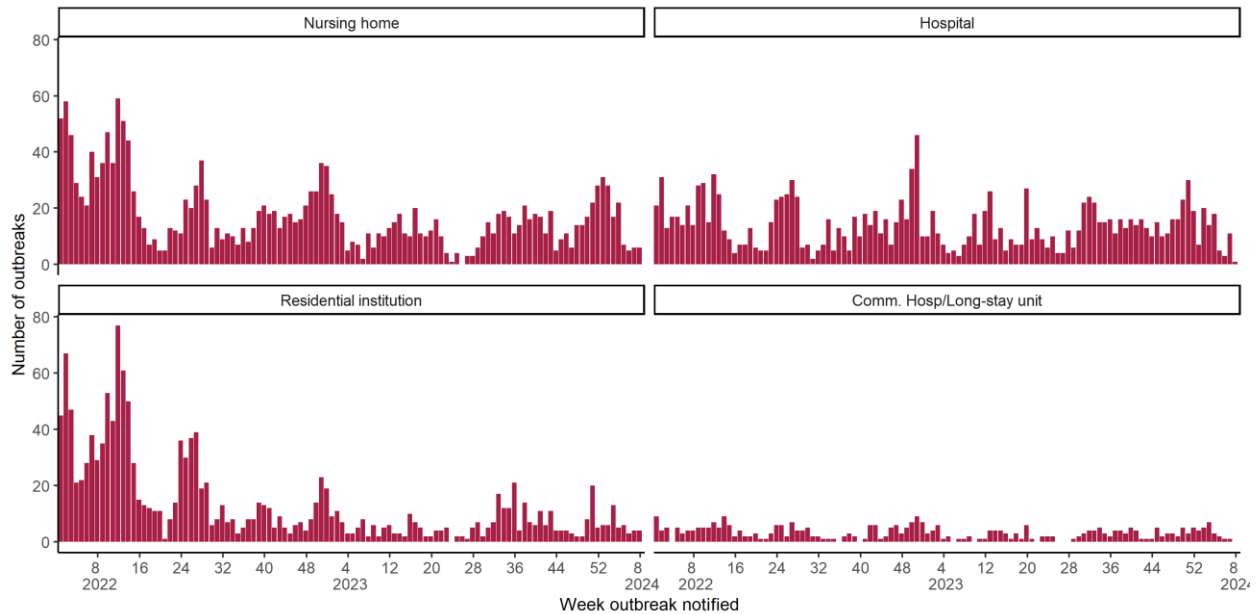 Nursing home
Hospital
80
60
40
20
0
Number of outbreaks
Residential institution
Comm. Hosp/Long-stay unit
80
60
40
20
0
8 16 24 32 40 48 4 12 20 28 36 44 52 8
2022 2023 2024
8 16 24 32 40 48 4 12 20 28 36 44 52 8
2022 2023 2024
Week outbreak notified